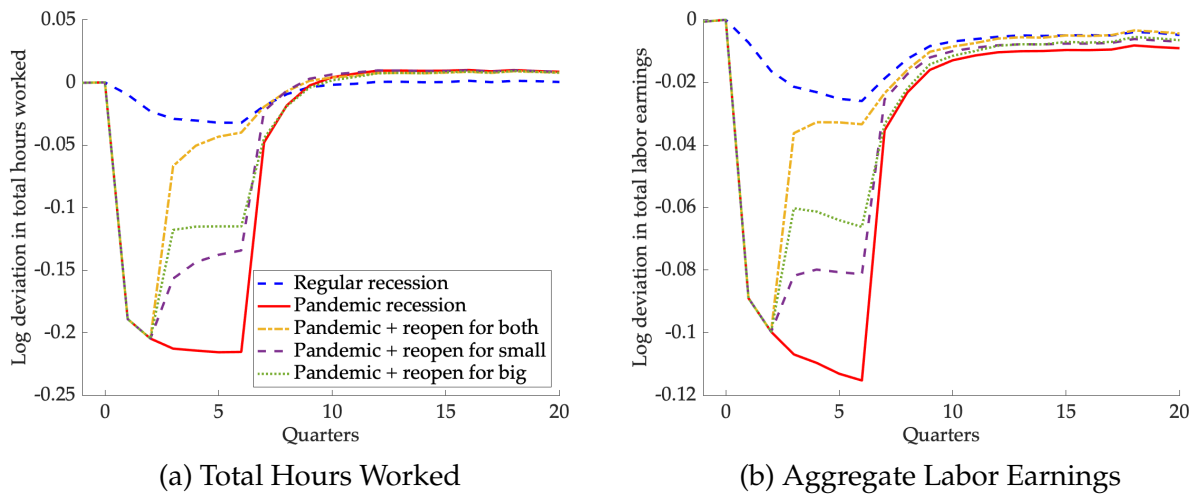 0.05
0
-0.05
-0.1
-0.15
-0.2
-0.25
Log deviation in total hours worked
Regular recession
Pandemic recession
Pandemic + reopen for both
Pandemic + reopen for small
Pandemic + reopen for big
0 5 10 15 20
Quarters
(a) Total Hours Worked
0
-0.02
-0.04
-0.06
-0.08
-0.1
-0.12
Log deviation in total labor earnings
0 5 10 15 20
Quarters
(b) Aggregate Labor Earnings